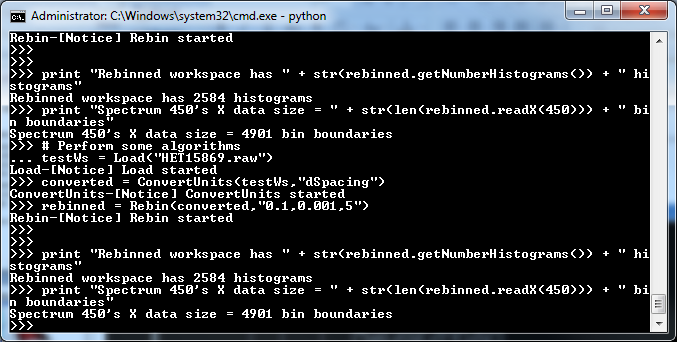 Administrator: C:\Windows\system32\cmd.exe - python
Rebin-[Notice] Rebin started
>>>
>>>
>>> print "Rebinned workspace has " + str(rebinned.getNumberHistograms()) + " hi
stograms"
Rebinned workspace has 2584 histograms
>>> print "Spectrum 450's X data size = " + str(len(rebinned.readX(450))) + " bi
n boundaries"
Spectrum 450's X data size = 4901 bin boundaries
>>> # Perform some algorithms
... testWs = Load("HET15869.raw")
Load-[Notice] Load started
>>> converted = ConvertUnits(testWs,"dSpacing")
ConvertUnits-[Notice] ConvertUnits started
>>> rebinned = Rebin(converted,"0.1,0.001,5")
Rebin-[Notice] Rebin started
>>>
>>>
>>> print "Rebinned workspace has " + str(rebinned.getNumberHistograms()) + " hi
stograms"
Rebinned workspace has 2584 histograms
>>> print "Spectrum 450's X data size = " + str(len(rebinned.readX(450))) + " bi
n boundaries"
Spectrum 450's X data size = 4901 bin boundaries
>>>